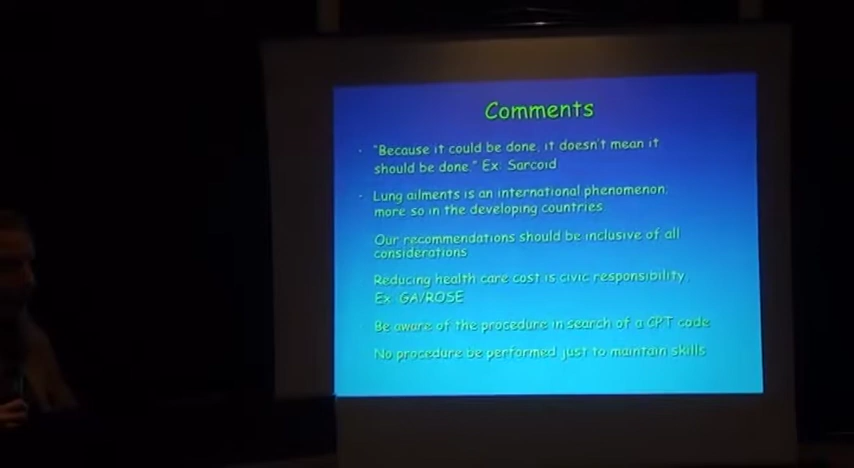 Comments
· "Because it could be done, it doesn't mean it
should be done." Ex: Sarcoid
· Lung ailments is an international phenomenon;
more so in the developing countries.
Our recommendations should be inclusive of all
considerations
Reducing health care cost is civic responsibility.
Ex: GA/ROSE
Be aware of the procedure in search of a CPT code
No procedure be performed just to maintain skills